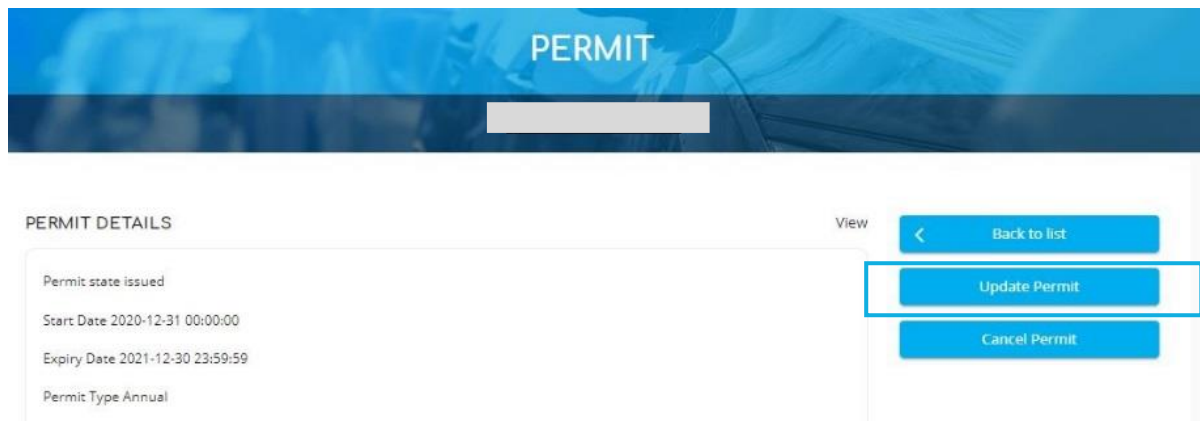 PERMIT
PERMIT DETAILS
View
Back to list
Permit state issued
Update Permit
Start Date 2020-12-31 00:00:00
Cancel Permit
Expiry Date 2021-12-30 23:59:59
Permit Type Annual